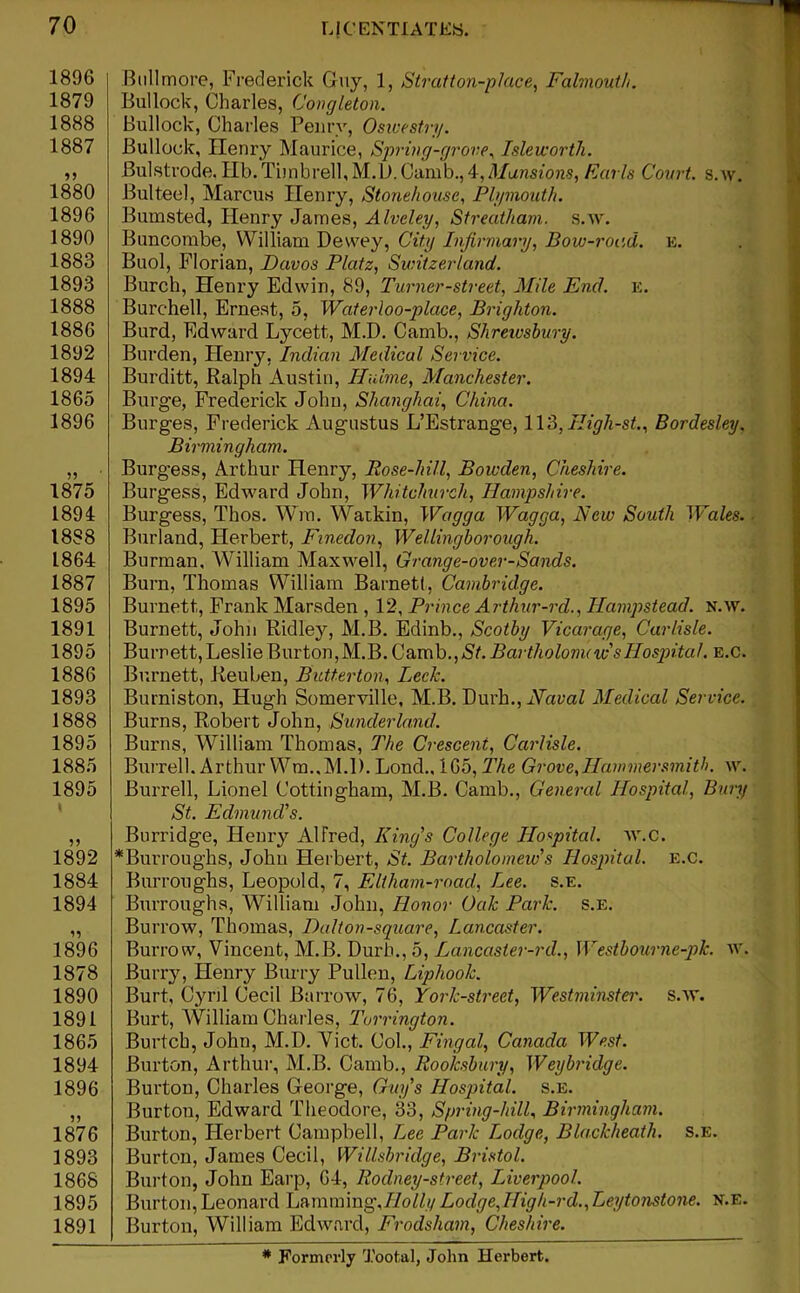 70 LICENTIATES.
1896 Bullmore, Frederick Guy, 1, Stratton-place, Falmouth.
1879 Bullock, Charles, Congleton.
1888 Bullock, Charles Penry, Oswestry.
1887 Bullock, Henry Maurice, Spring-grove, Isleworth.
„ Bulstrode. Hb. Timbrell, M.D. Camb., 4, Mansions, Earls Court. S.W.
1880 Bulteel, Marcus Henry, Stonehouse, Plymouth.
1896 Bumsted, Henry James, Alveley, Streatham. S.W.
1890 Buncombe, William Dewey, City Infirmary, Bow-road. E.
1883 Buol, Florian, Davos Platz, Switzerland.
1893 Burch, Henry Edwin, 89, Turner-street, Mile End. E.
1888 Burchell, Ernest, 5, Waterloo-place, Brighton.
1886 Burd, Edward Lycett, M.D. Camb., Shrewsbury.
1892 Burden, Henry, Indian Medical Service.
1894 Burditt, Ralph Austin, Hulme, Manchester.
1865 Burge, Frederick John, Shanghai, China.
1896 Burges, Frederick Augustus L'Estrange, 113, High-st., Bordesley,
Birmingham.
„ Burgess, Arthur Henry, Rose-hill, Bowden, Cheshire.
1875 Burgess, Edward John, Whitchurch, Hampshire.
1894 Burgess, Thos. Wm. Watkin, Wagga Wagga, New South Wales.
1888 Burland, Herbert, Finedon, Wellingborough.
1864 Burman, William Maxwell, Grange-over-Sands.
1887 Burn, Thomas William Barnett, Cambridge.
1895 Burnett, Frank Marsden , 12, Prince Arthur-rd., Hampstead. N.W.
1891 Burnett, John Ridley, M.B. Edinb., Scotby Vicarage, Carlisle.
1895 Burnett, Leslie Burton, M.B. Camb., St. Bartholomew's Hospital. E.C.
1886 Burnett, Reuben, Butterton, Leek.
1893 Burniston, Hugh Somerville, M.B. Durh., Naval Medical Service.
1888 Burns, Robert John, Sunderland.
1895 Burns, William Thomas, The Crescent, Carlisle.
1885 Burrell. Arthur Wm., M.D. Lond., 165, The Grove, Hammersmith. W.
1895 Burrell, Lionel Cottingham, M.B. Camb., General Hospital, Bury
St. Edmund's.
„ Burridge, Henry Alfred, King's College Hospital. W.C.
1892 *Burroughs, John Herbert, St. Bartholomew's Hospital. E.C.
1884 Burroughs, Leopold, 7, Eltham-road, Lee. S.E.
1894 Burroughs, William John, Honor Oak Park. S.E.
„ Burrow, Thomas, Dalton-square, Lancaster.
1896 Burrow, Vincent, M.B. Durh., 5, Lancaster-rd., Westbourne-pk. W.
1878 Burry, Henry Burry Pullen, Liphook.
1890 Burt, Cyril Cecil Barrow, 76, York-street, Westminster. S.W.
1891 Burt, William Charles, Torrington.
1865 Burtch, John, M.D. Vict. Col., Fingal, Canada West.
1894 Burton, Arthur, M.B. Camb., Rooksbury, Weybridge.
1896 Burton, Charles George, Guy's Hospital. S.E.
„ Burton, Edward Theodore, 33, Spring-hill, Birmingham.
1876 Burton, Herbert Campbell, Lee Park Lodge, Blackheath. S.E.
1893 Burton, James Cecil, Willsbridge, Bristol.
1868 Burton, John Earp, 64, Rodney-street, Liverpool.
1895 Burton, Leonard Lamming, Holly Lodge, High-rd., Leytonstone. N.E.
1891 Burton, William Edward, Frodsham, Cheshire.
* Formerly Tootal, John Herbert.